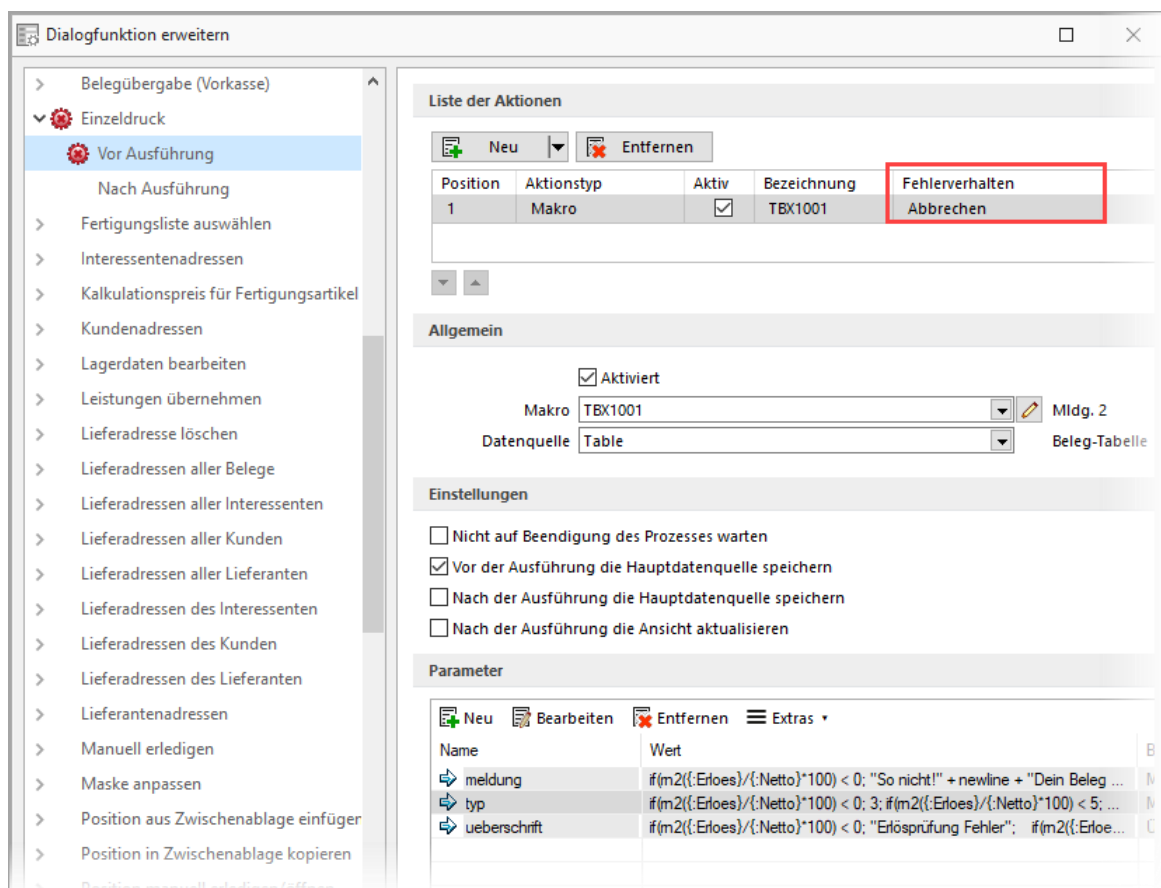 Dialogfunktion erweitern
Belegübergabe (Vorkasse)
Einzeldruck
Vor Ausführung
Nach Ausführung
Fertigungsliste auswählen
Interessentenadressen
Kalkulationspreis für Fertigungsartikel
Kundenadressen
Lagerdaten bearbeiten
Leistungen übernehmen
Lieferadresse löschen
Lieferadressen aller Belege
Lieferadressen aller Interessenten
Lieferadressen aller Kunden
Lieferadressen aller Lieferanten
Lieferadressen des Interessenten
Lieferadressen des Kunden
Lieferadressen des Lieferanten
Lieferantenadressen
Manuell erledigen
Maske anpassen
Position aus Zwischenablage einfügen
Position in Zwischenablage kopieren
Position manuell erledigen/öffnen
Liste der Aktionen
Neu Entfernen
Position Aktionstyp Aktiv Bezeichnung Fehlerverhalten
1 Makro TBX1001 Abbrechen
Allgemein
Aktiviert
Makro TBX1001 Mldg. 2
Datenquelle Table Beleg-Tabelle
Einstellungen
Nicht auf Beendigung des Prozesses warten
Vor der Ausführung die Hauptdatenquelle speichern
Nach der Ausführung die Hauptdatenquelle speichern
Nach der Ausführung die Ansicht aktualisieren
Parameter
Neu Bearbeiten Entfernen Extras
Name Wert B
meldung if(m2({:Erloes}/{:Netto}*100) < 0; "So nicht!" + newline + "Dein Beleg ... M
typ if(m2({:Erloes}/{:Netto}*100) < 0; 3; if(m2({:Erloes}/{:Netto}*100) < 5; ... M
ueberschrift if(m2({:Erloes}/{:Netto}*100) < 0; "Erlösprüfung Fehler"; if(m2({:Erloe...